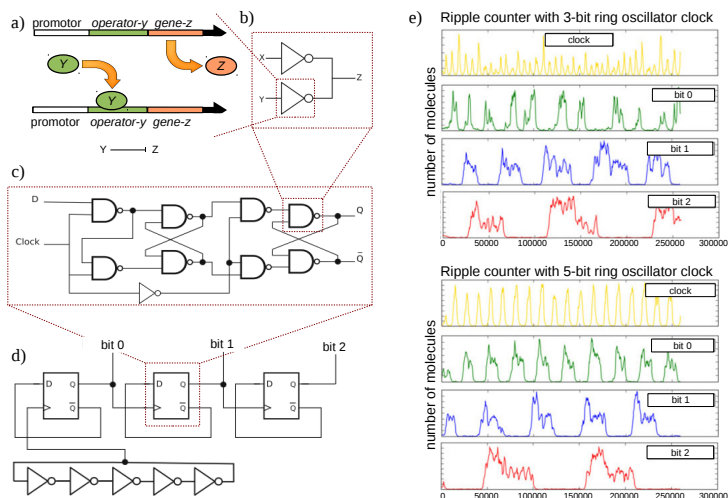 a)
promotor operator-y gene-z
Y
Z
Y
promotor operator-y gene-z
Y Z
b)
X
Y
Z
c)
D
Clock
Q
Q
d)
bit 0
bit 1
bit 2
D Q
Q
D Q
Q
D Q
Q
e)
Ripple counter with 3-bit ring oscillator clock
number of molecules
clock
bit 0
bit 1
bit 2
0 50000 100000 150000 200000 250000 300000
Ripple counter with 5-bit ring oscillator clock
number of molecules
clock
bit 0
bit 1
bit 2
0 50000 100000 150000 200000 250000 300000